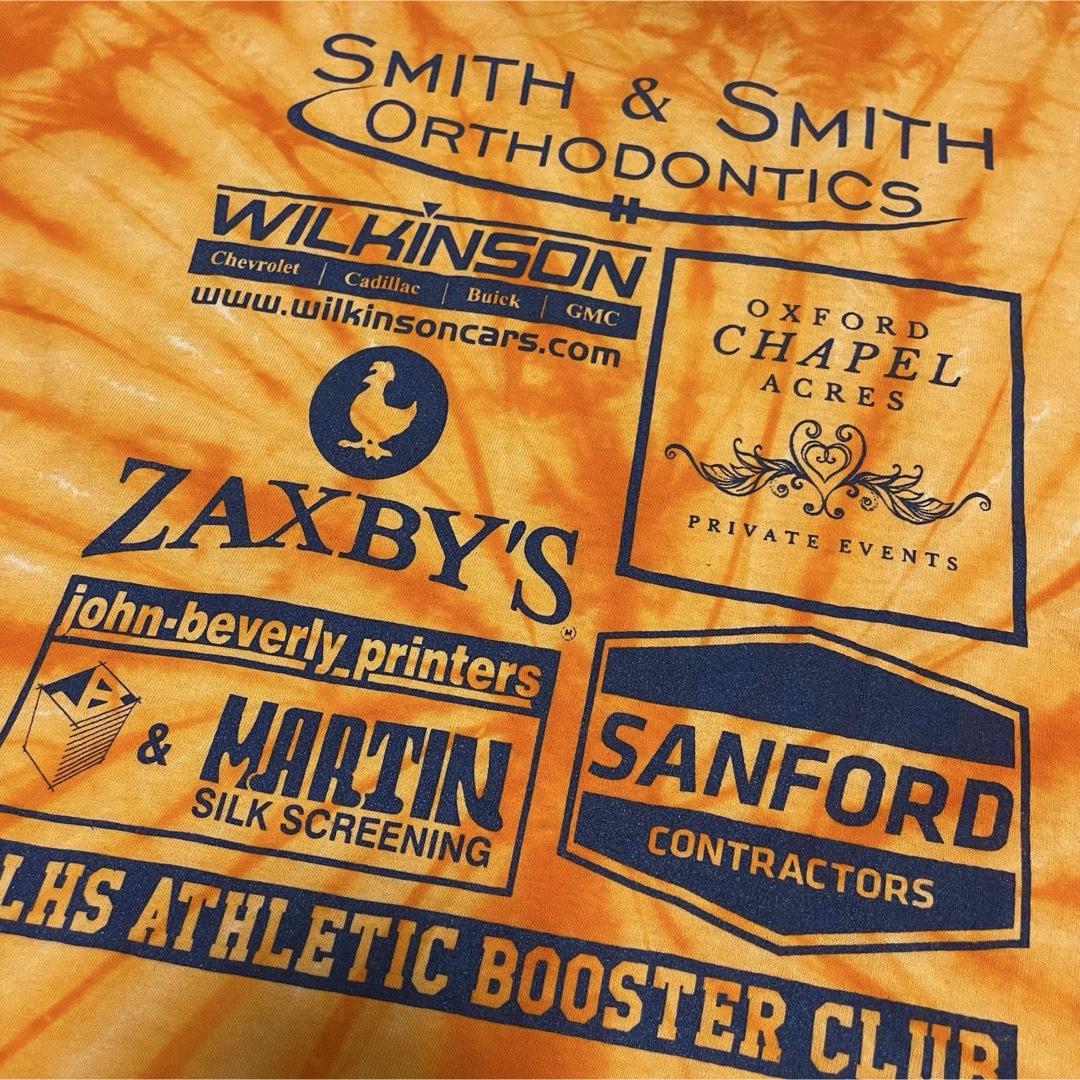 SMITH & SMITH
ORTHODONTICS
WILKINSON
Chevrolet | Cadillac | Buick | GMC
www.wilkinsoncars.com
OXFORD
CHAPEL
ACRES
PRIVATE EVENTS
ZAXBY'S
john-beverly printers
JB & MARTIN
SILK SCREENING
SANFORD
CONTRACTORS
LHS ATHLETIC BOOSTER CLUB